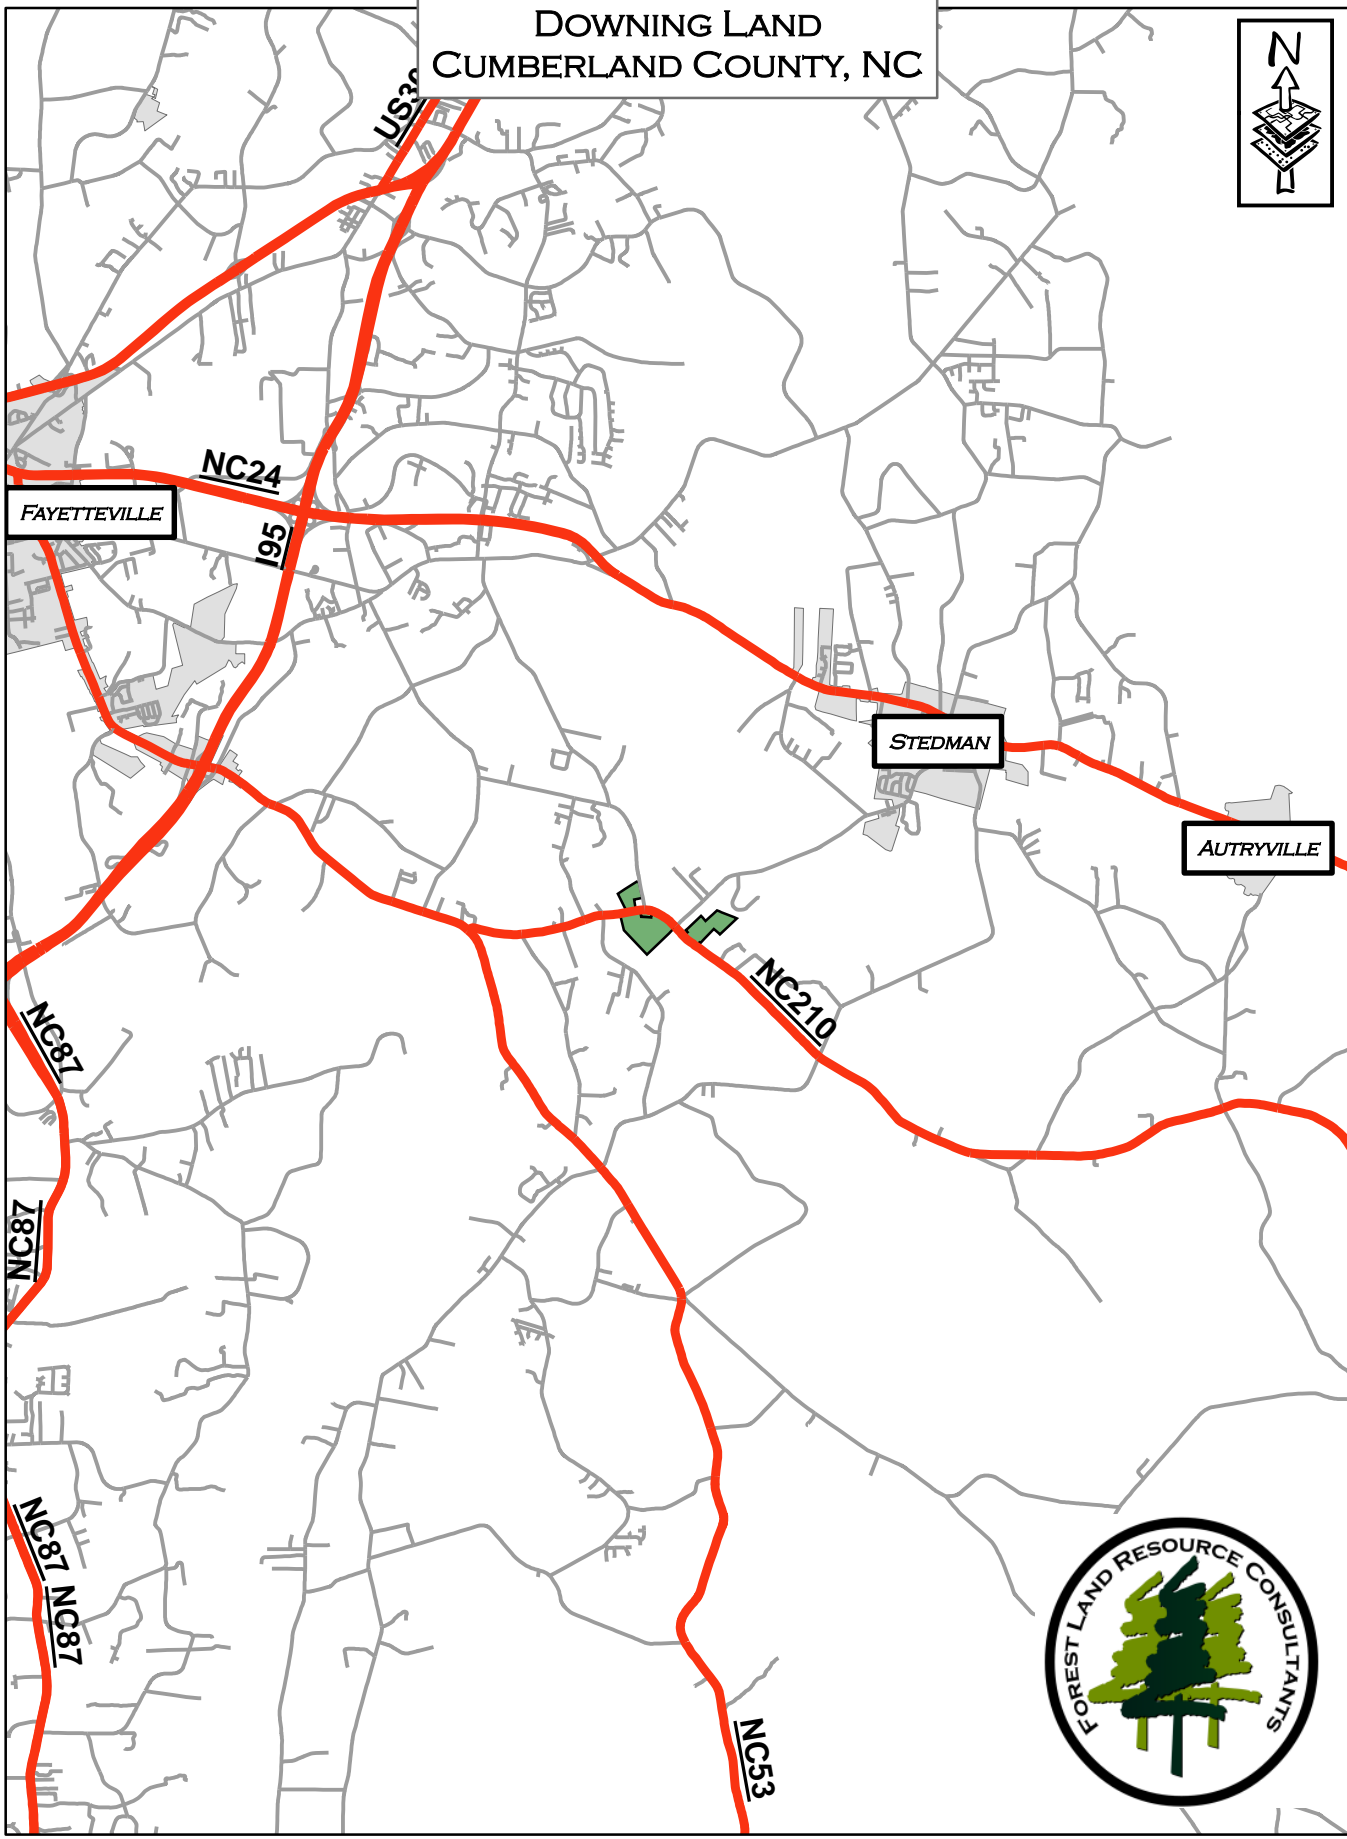 DOWNING LAND
CUMBERLAND COUNTY, NC
N
NC24
FAYETTEVILLE
I95
STEDMAN
AUTRYVILLE
NC210
NC87
NC87
NC87
NC87
NC53
FOREST LAND RESOURCE CONSULTANTS